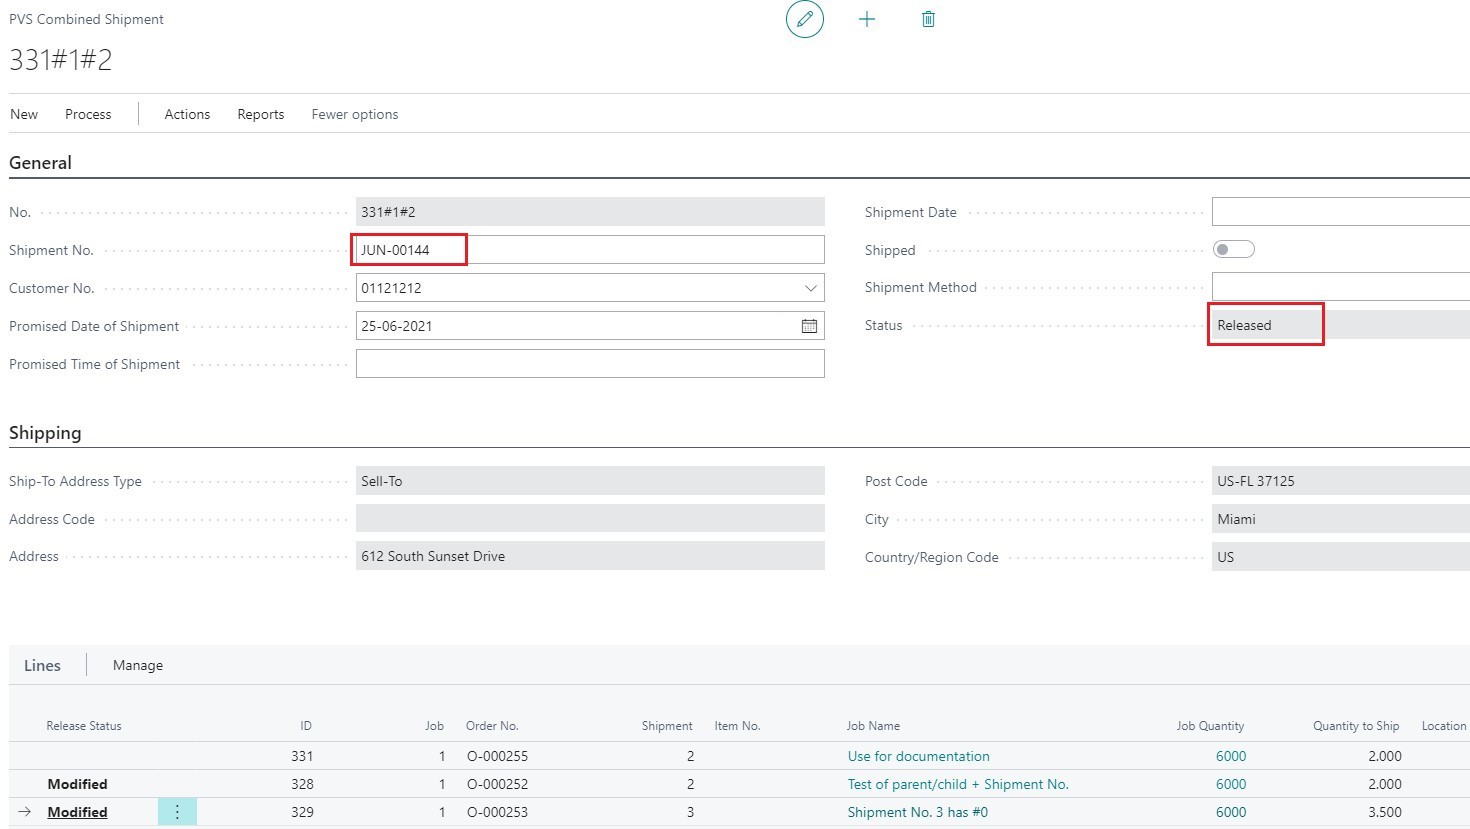 PVS Combined Shipment
331#1#2
New Process Actions Reports Fewer options
General
No. 331#1#2 Shipment Date
Shipment No. JUN-00144 Shipped
Customer No. 01121212 Shipment Method
Promised Date of Shipment 25-06-2021 Status Released
Promised Time of Shipment
Shipping
Ship-To Address Type Sell-To Post Code US-FL 37125
Address Code City Miami
Address 612 South Sunset Drive Country/Region Code US
Lines Manage
Release Status ID Job Order No. Shipment Item No. Job Name Job Quantity Quantity to Ship Location
331 1 O-000255 2 Use for documentation 6000 2.000
Modified 328 1 O-000252 2 Test of parent/child + Shipment No. 6000 2.000
Modified 329 1 O-000253 3 Shipment No. 3 has #0 6000 3.500